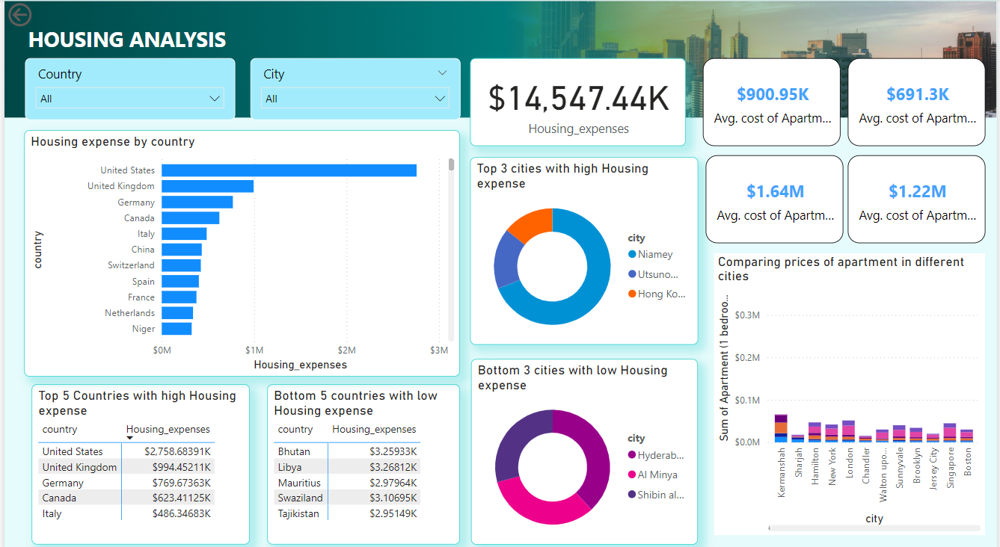 HOUSING ANALYSIS
Country
All
City
All
$14,547.44K
Housing_expenses
$900.95K
Avg. cost of Apartm...
$691.3K
Avg. cost of Apartm...
$1.64M
Avg. cost of Apartm...
$1.22M
Avg. cost of Apartm...
Housing expense by country
country
United States
United Kingdom
Germany
Canada
Italy
China
Switzerland
Spain
France
Netherlands
Niger
$0M $1M $2M $3M
Housing_expenses
Top 3 cities with high Housing
expense
city
Niamey
Utsuno...
Hong Ko...
Comparing prices of apartment in different
cities
Sum of Apartment (1 bedroo...
$0.3M
$0.2M
$0.1M
$0.0M
Kermanshah
Sharjah
Hamilton
New York
London
Chandler
Walton upo...
Sunnyvale
Brooklyn
Jersey City
Singapore
Boston
city
Top 5 Countries with high Housing
expense
country Housing_expenses
United States $2,758.68391K
United Kingdom $994.45211K
Germany $769.67363K
Canada $623.41125K
Italy $486.34683K
Bottom 5 countries with low
Housing expense
country Housing_expenses
Bhutan $3.25933K
Libya $3.26812K
Mauritius $2.97964K
Swaziland $3.10695K
Tajikistan $2.95149K
Bottom 3 cities with low Housing
expense
city
Hyderab...
Al Minya
Shibin al...